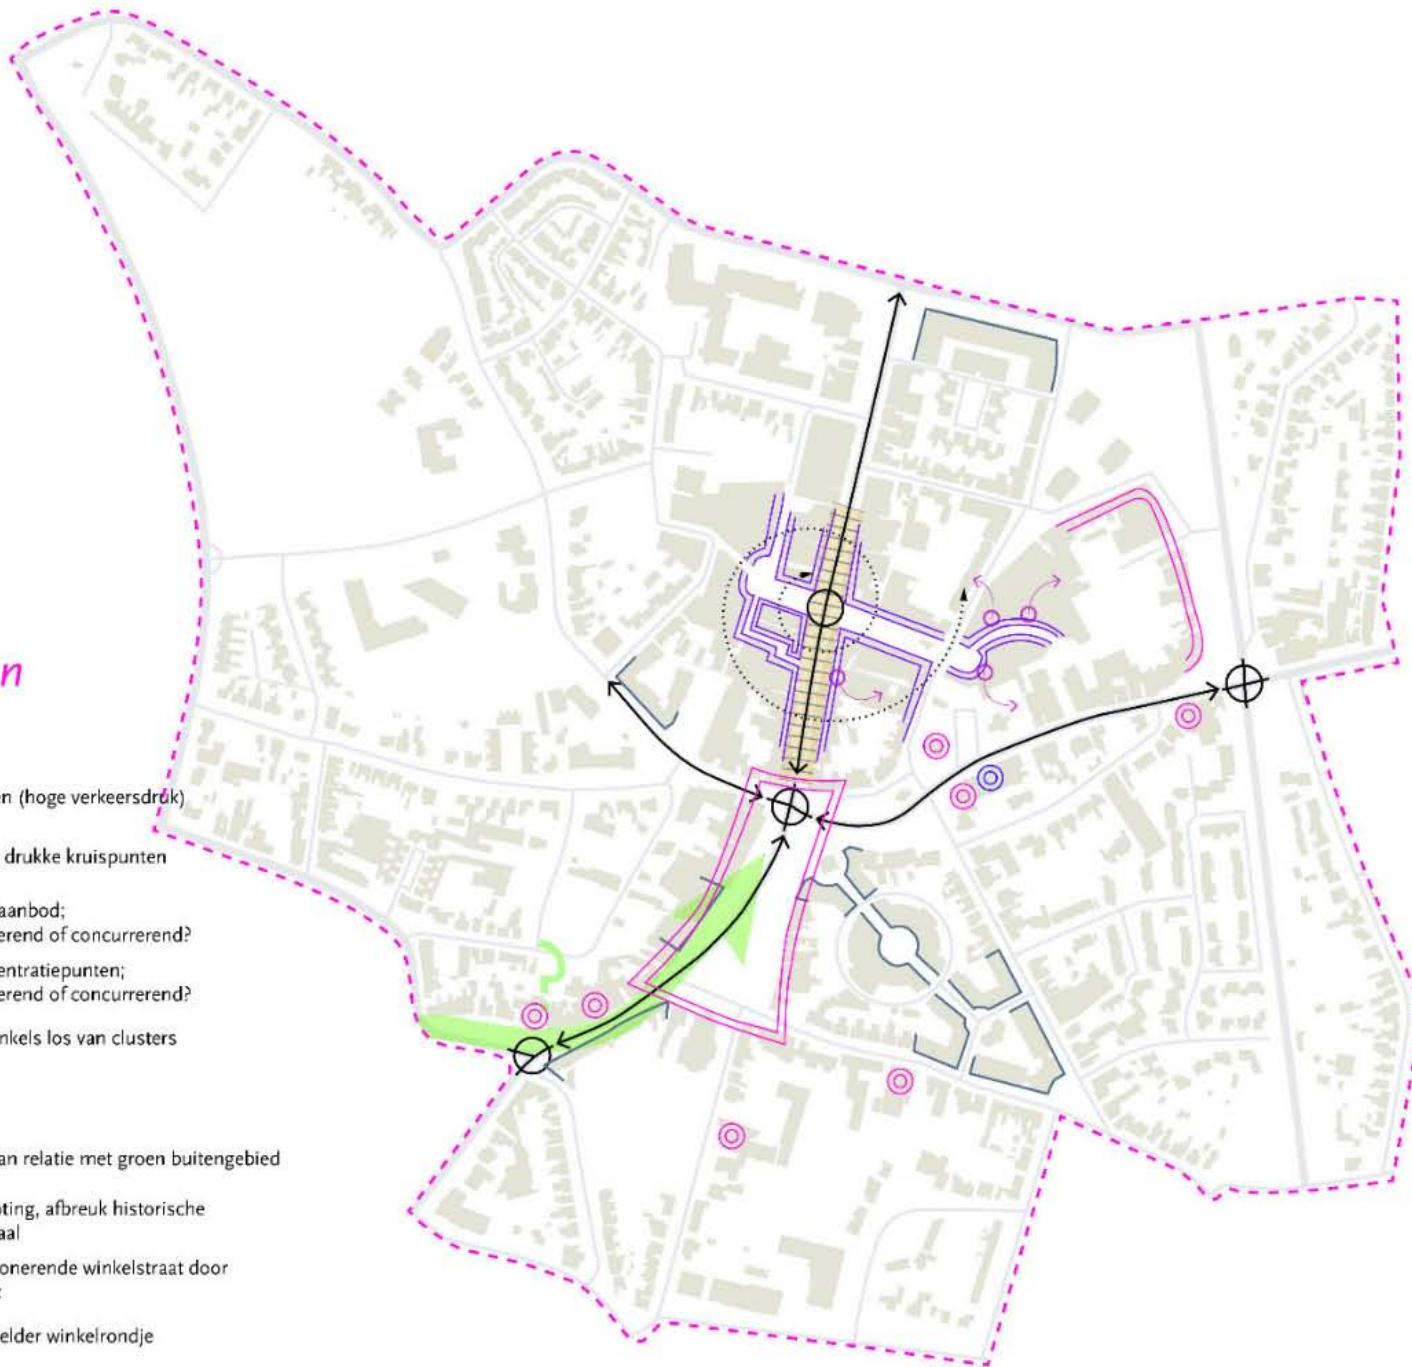 n
n (hoge verkeersdruk)
drukke kruispunten
aanbod;
erend of concurrerend?
entratiepunten;
erend of concurrerend?
nkels los van clusters
an relatie met groen buitengebied
ting, afbreuk historische
aal
onerende winkelstraat door
elder winkelrondje